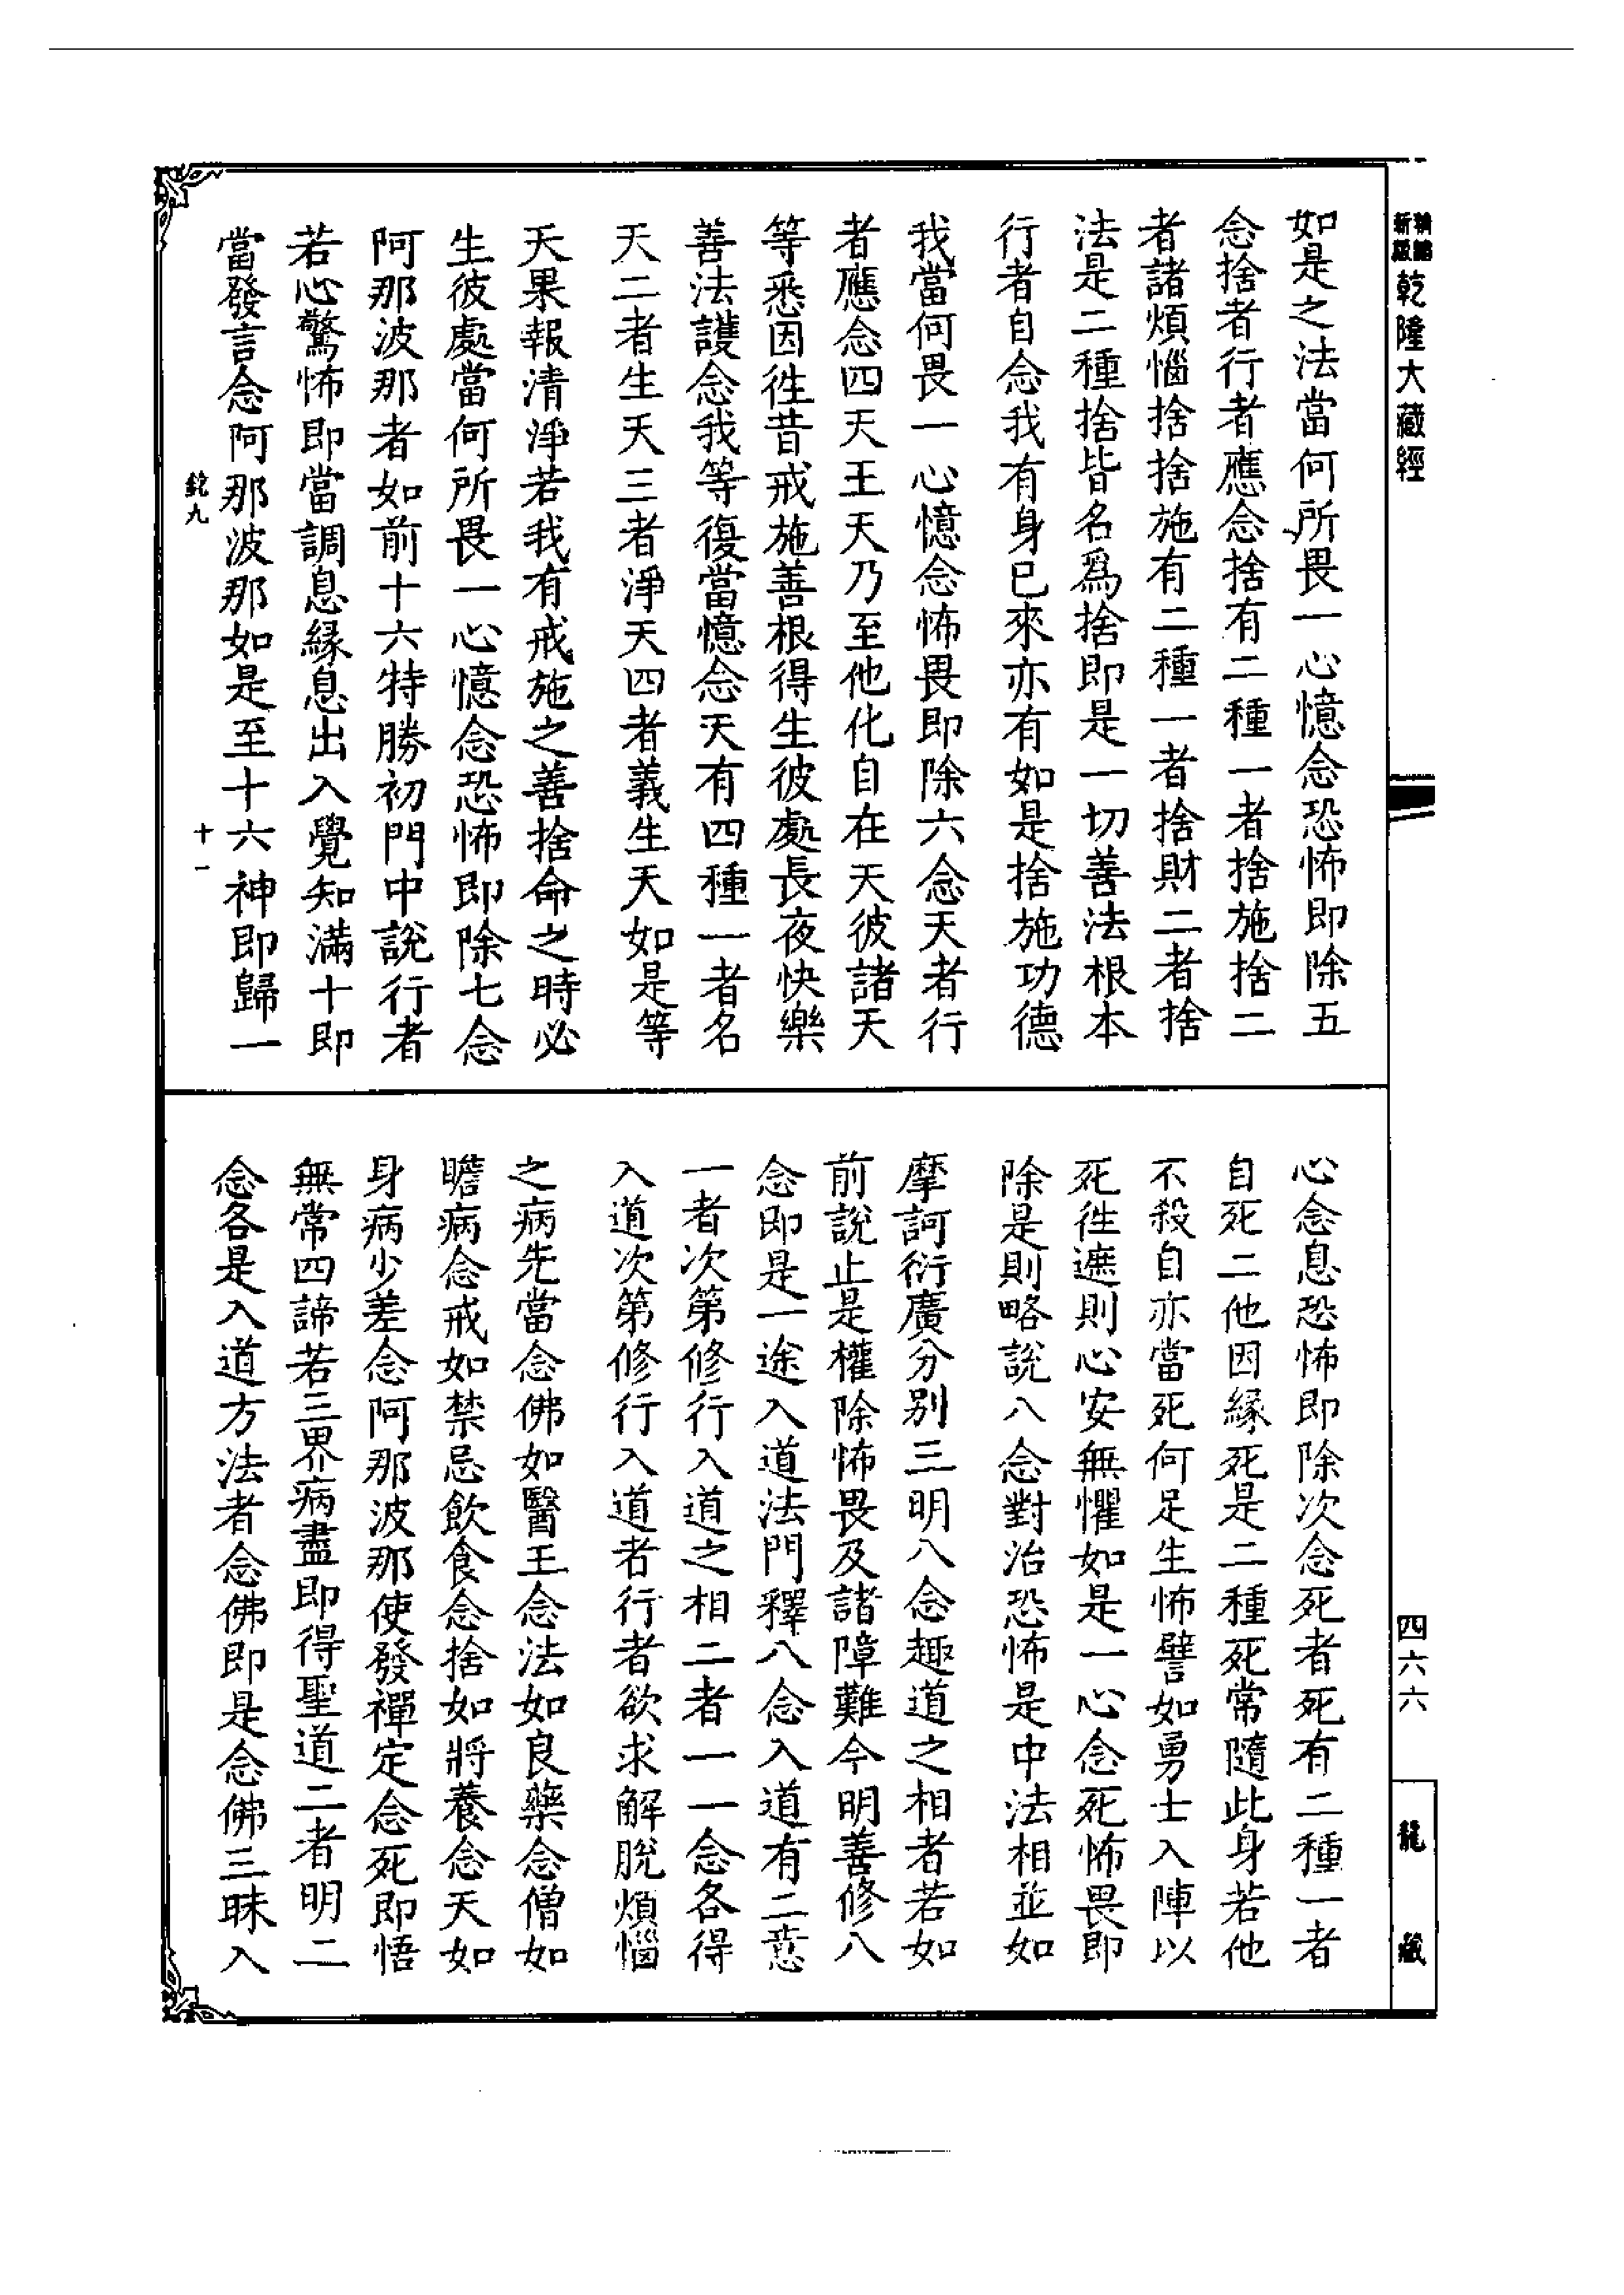 新版
乾隆大藏經
如是之法當何所畏一心憶念恐怖即除五
念捨者行者應念捨有二種一者捨施二捨二
者諸煩惱捨捨施有二種一者捨財二者捨
法是二種捨皆名爲捨即是一切善法根本
行者自念我有身已來亦有如是捨施功德
我當何畏一心憶念怖畏即除六念天者行
者應念四天王天乃至他化自在天彼諸天
等悉因徃昔戒施善根得生彼處長夜快樂
善法護念我等復當憶念天有四種一者名
天二者生天三者淨天四者義生天如是等
天果報清淨若我有戒施之善捨命之時必
生彼處當何所畏一心憶念恐怖即除七念
阿那波那者如前十六特勝初門中說行者
若心驚怖即當調息緣息出入覺知滿十即
當發言念阿那波那如是至十六神即歸一
九
十一
心念息恐怖即除次念死者死有二種一者
自死二他因緣死是二種死常隨此身若他
不殺自亦當死何足生怖譬如勇士入陣以
死徃遮則心安無懼如是一心念死怖畏即
除是則略說八念對治恐怖是中法相並如
摩訶衍廣分別三明八念趣道之相者若如
前說止是權除怖畏及諸障難今明善修八
念即是一途入道法門釋八念入道有二意
一者次第修行入道之相二者一一念各得
入道次第修行入道者行者欲求解脫煩惱
之病先當念佛如醫王念法如良藥念僧如
瞻病念戒如禁忌飲食念捨如將養念天如
身病少差念阿那波那使發禪定念死即悟
無常四諦若三界病盡即得聖道二者明二
念各是入道方法者念佛即是念佛三昧入
四六六
龍藏